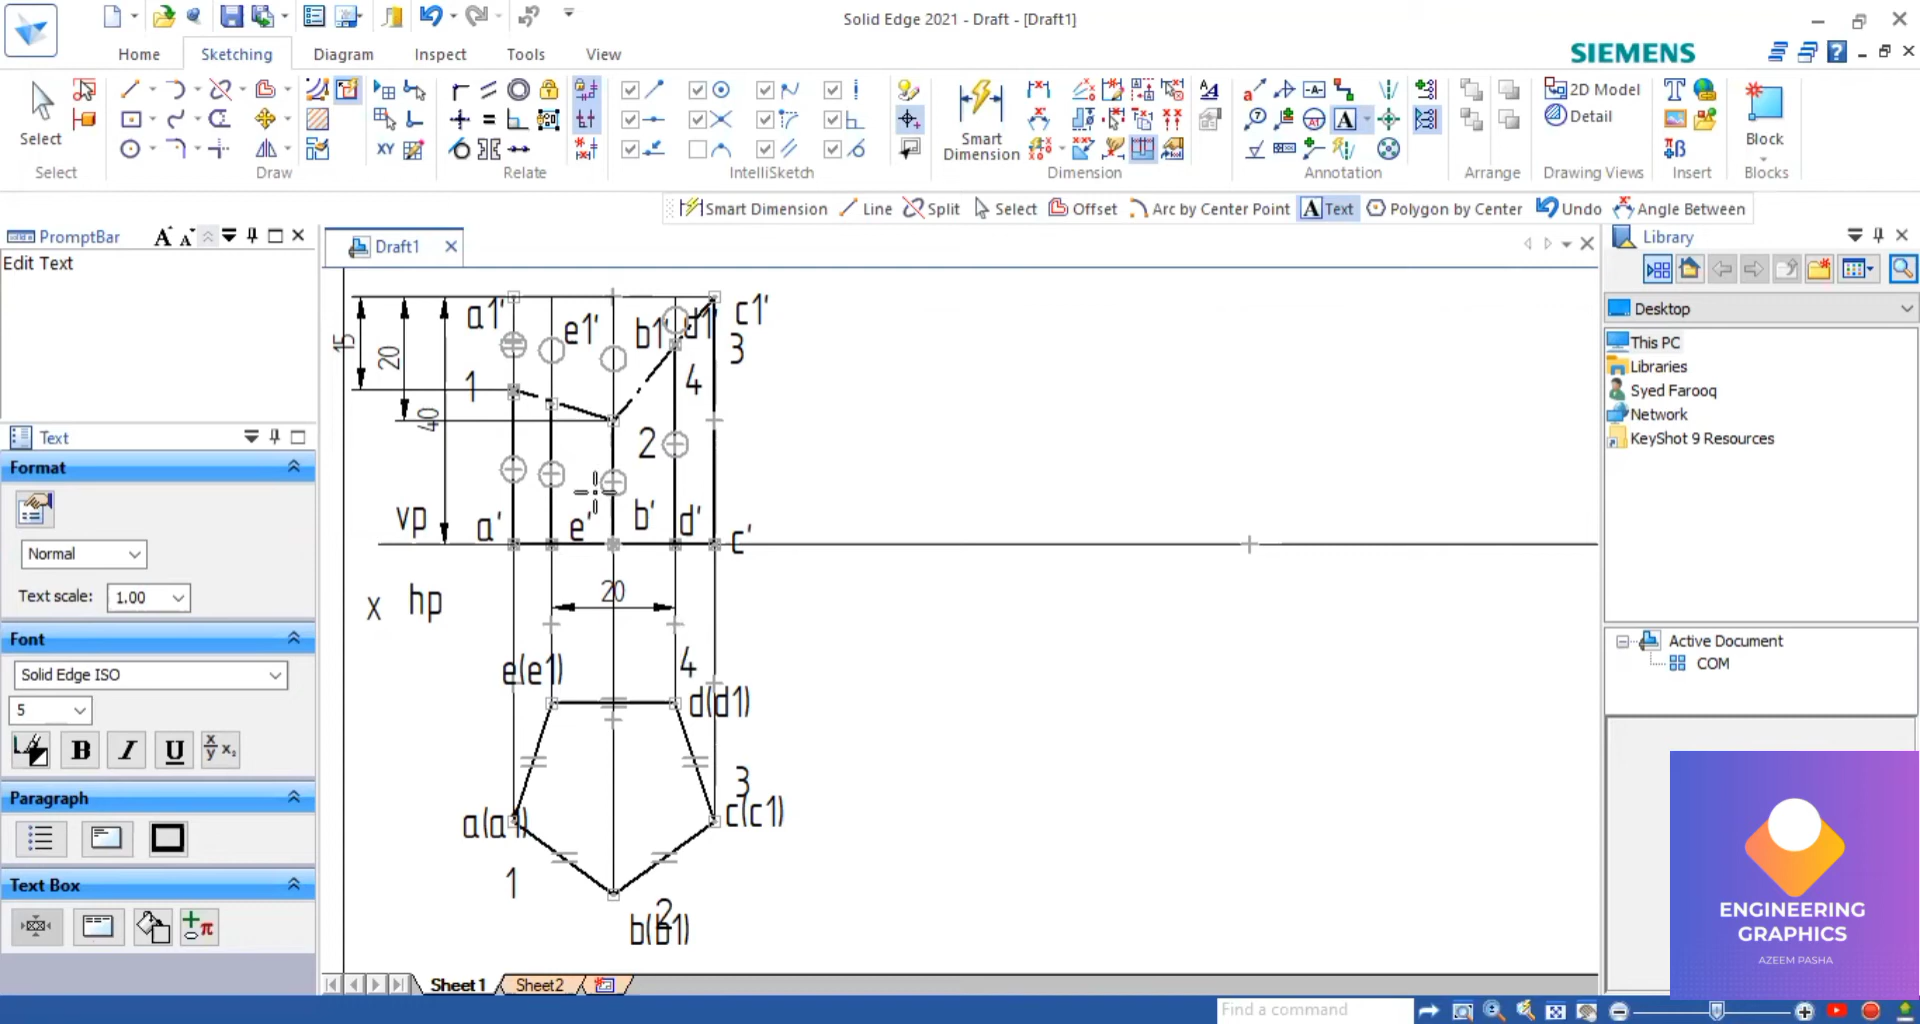 Solid Edge 2021 - Draft - [Draft1]
Home
Sketching
Diagram
Inspect
Tools
View
SIEMENS
Select
Select
XY
Draw
Relate
IntelliSketch
Smart
Dimension
Dimension
Annotation
Arrange
2D Model
Detail
Drawing Views
Insert
Block
Blocks
Smart Dimension
Line
Split
Select
Offset
Arc by Center Point
Text
Polygon by Center
Undo
Angle Between
PromptBar
Edit Text
Text
Format
Normal
Text scale:
1.00
Font
Solid Edge ISO
5
B
I
U
Paragraph
Text Box
Draft1
a1'
e1'
b1'
d1'
c1'
3
15
20
40
1
4
2
vp
a'
e'
b'
d'
c'
x
hp
20
e(e1)
4
d(d1)
3
a(a1)
c(c1)
1
2
b(b1)
Sheet1
Sheet2
Library
Desktop
This PC
Libraries
Syed Farooq
Network
KeyShot 9 Resources
Active Document
COM
ENGINEERING
GRAPHICS
AZEEM PASHA
Find a command